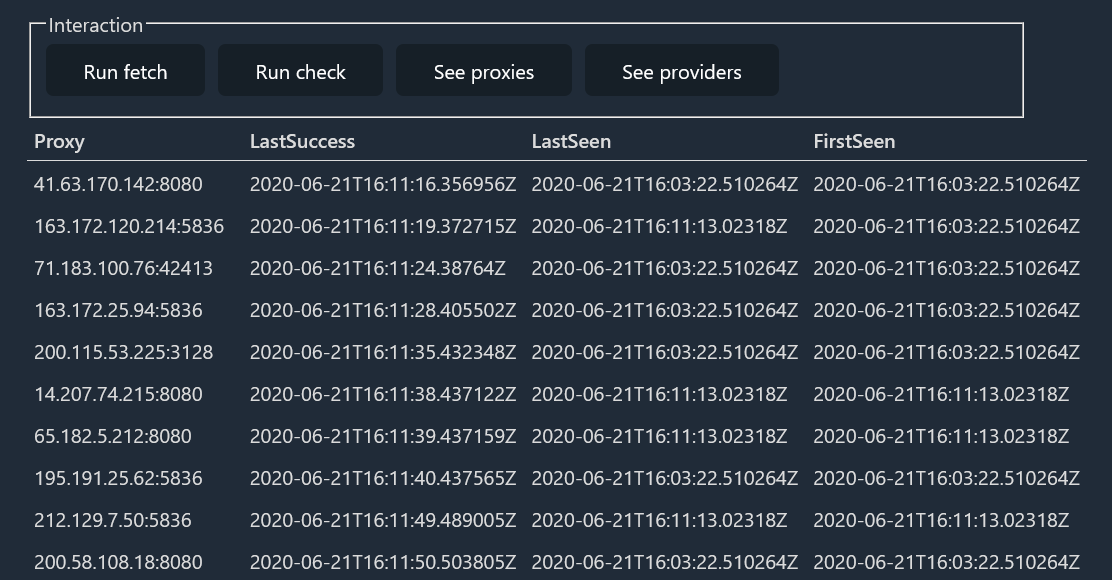 Interaction
Run fetch Run check See proxies See providers
Proxy LastSuccess LastSeen FirstSeen
41.63.170.142:8080 2020-06-21T16:11:16.356956Z 2020-06-21T16:03:22.510264Z 2020-06-21T16:03:22.510264Z
163.172.120.214:5836 2020-06-21T16:11:19.372715Z 2020-06-21T16:11:13.02318Z 2020-06-21T16:03:22.510264Z
71.183.100.76:42413 2020-06-21T16:11:24.38764Z 2020-06-21T16:03:22.510264Z 2020-06-21T16:03:22.510264Z
163.172.25.94:5836 2020-06-21T16:11:28.405502Z 2020-06-21T16:03:22.510264Z 2020-06-21T16:03:22.510264Z
200.115.53.225:3128 2020-06-21T16:11:35.432348Z 2020-06-21T16:03:22.510264Z 2020-06-21T16:03:22.510264Z
14.207.74.215:8080 2020-06-21T16:11:38.437122Z 2020-06-21T16:11:13.02318Z 2020-06-21T16:11:13.02318Z
65.182.5.212:8080 2020-06-21T16:11:39.437159Z 2020-06-21T16:11:13.02318Z 2020-06-21T16:11:13.02318Z
195.191.25.62:5836 2020-06-21T16:11:40.437565Z 2020-06-21T16:03:22.510264Z 2020-06-21T16:03:22.510264Z
212.129.7.50:5836 2020-06-21T16:11:49.489005Z 2020-06-21T16:11:13.02318Z 2020-06-21T16:11:13.02318Z
200.58.108.18:8080 2020-06-21T16:11:50.503805Z 2020-06-21T16:03:22.510264Z 2020-06-21T16:03:22.510264Z